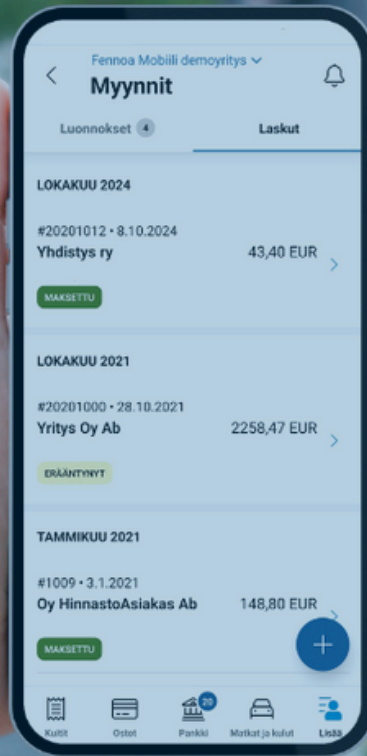 Fennoa Mobiili demoyritys
Myynnit
Luonnokset 4
Laskut
LOKAKUU 2024
#20201012 • 8.10.2024
Yhdistys ry
43,40 EUR
MAKSETTU
LOKAKUU 2021
#20201000 • 28.10.2021
Yritys Oy Ab
2258,47 EUR
ERÄÄNTYNYT
TAMMIKUU 2021
#1009 • 3.1.2021
Oy HinnastoAsiakas Ab
148,80 EUR
MAKSETTU
20
Kuitit
Ostot
Pankki
Matkat ja kulut
Lisää